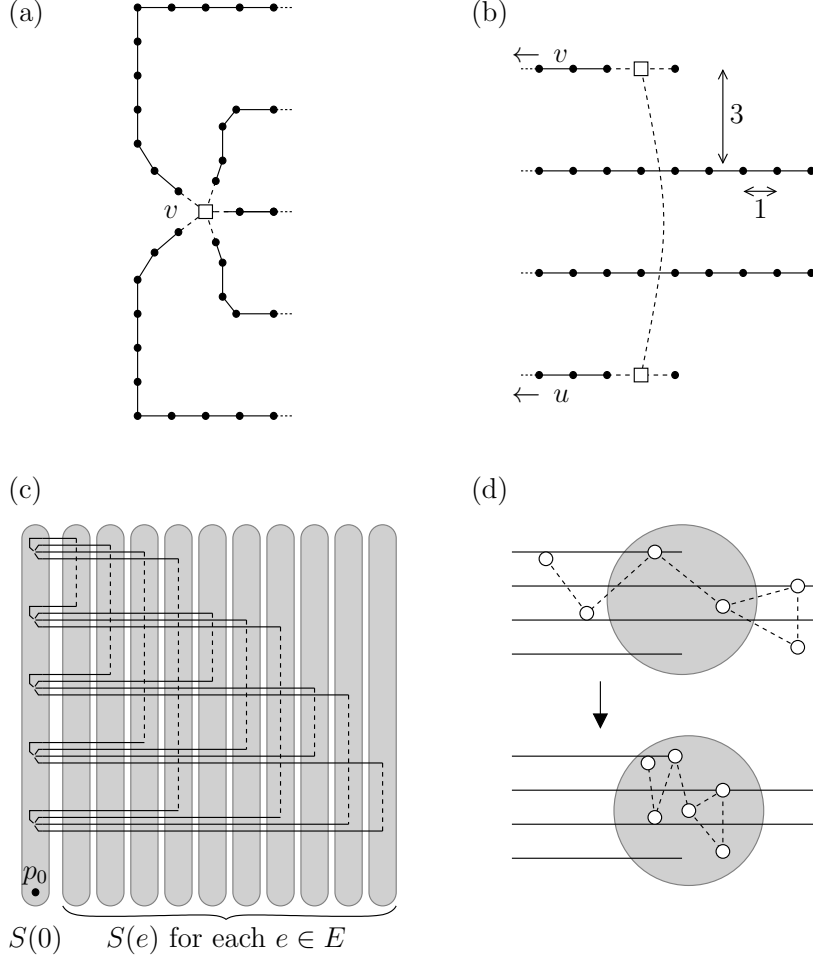 (a)
v
(b)
← v
3
1
← u
(c)
p₀
S(0)
S(e) for each e ∈ E
(d)